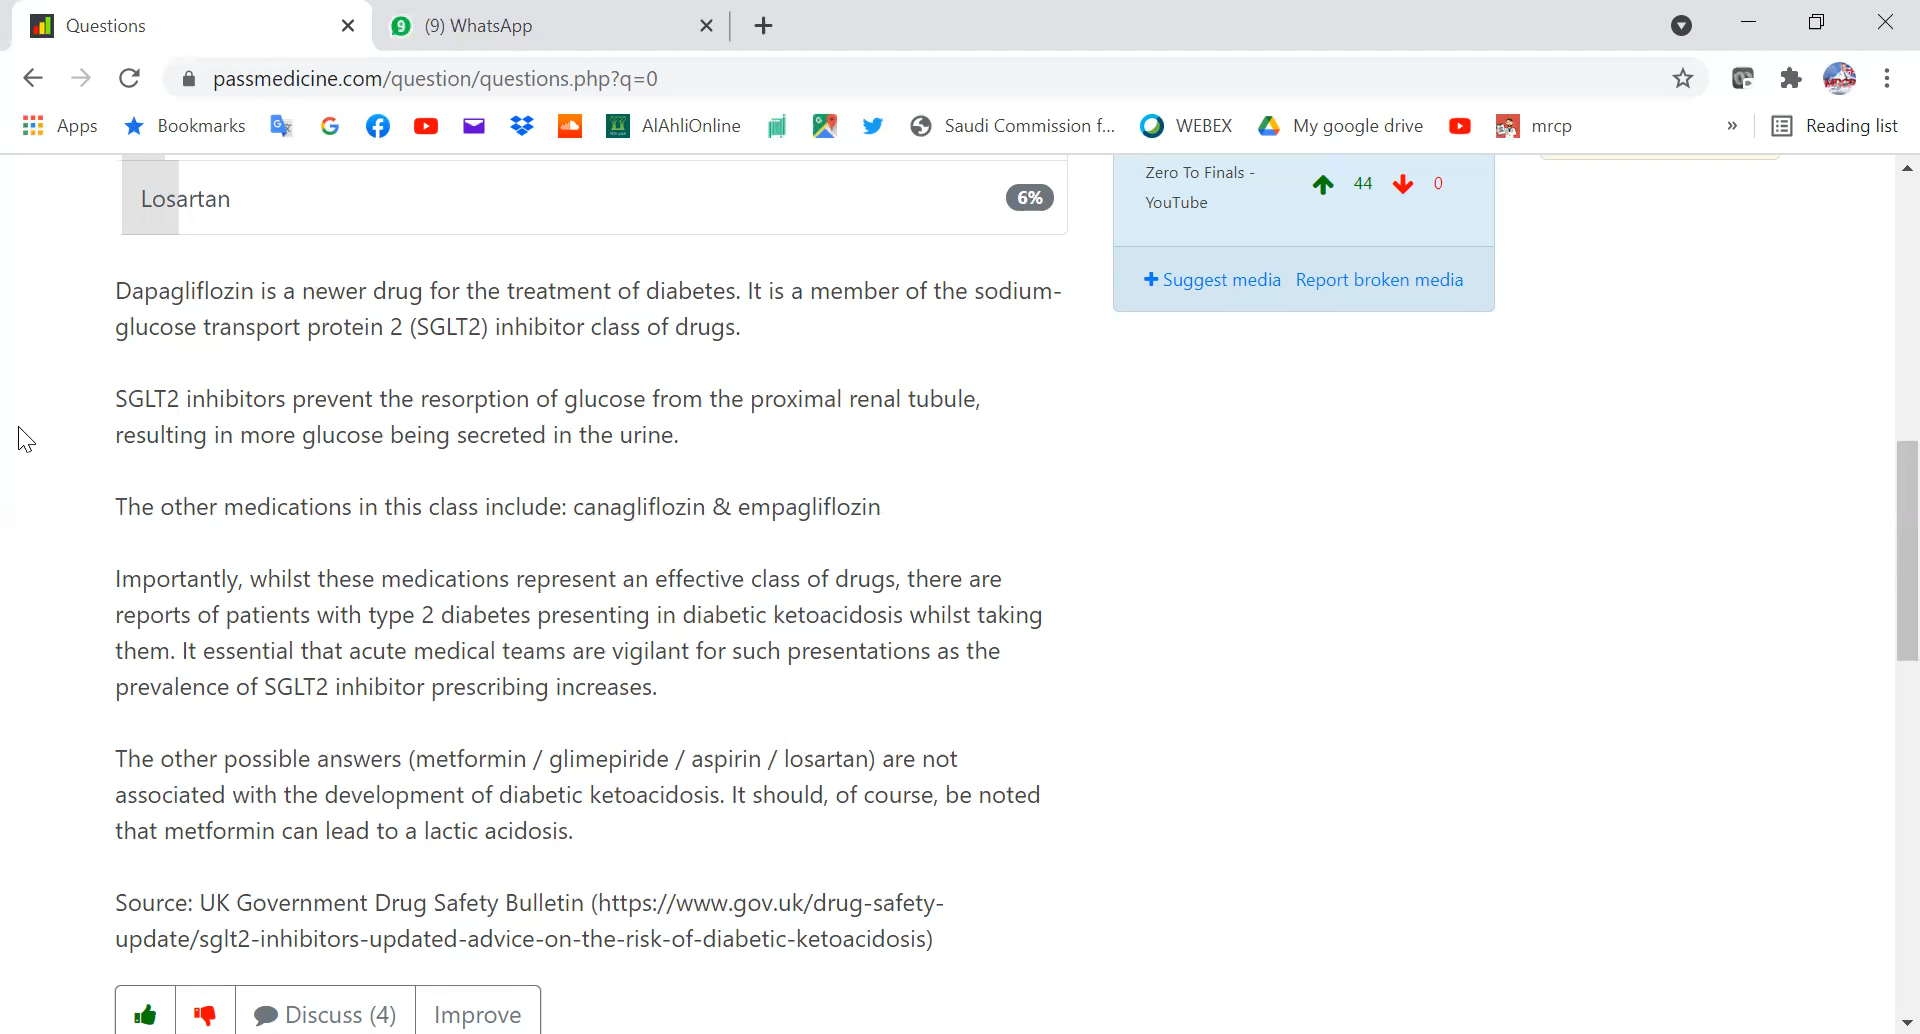 Questions
9
(9) WhatsApp
passmedicine.com/question/questions.php?q=0
Apps
Bookmarks
AlAhliOnline
Saudi Commission f...
WEBEX
My google drive
mrcp
»
Reading list
Losartan
6%
Zero To Finals -
YouTube
44
0
Suggest media
Report broken media
Dapagliflozin is a newer drug for the treatment of diabetes. It is a member of the sodium-
glucose transport protein 2 (SGLT2) inhibitor class of drugs.
SGLT2 inhibitors prevent the resorption of glucose from the proximal renal tubule,
resulting in more glucose being secreted in the urine.
The other medications in this class include: canagliflozin & empagliflozin
Importantly, whilst these medications represent an effective class of drugs, there are
reports of patients with type 2 diabetes presenting in diabetic ketoacidosis whilst taking
them. It essential that acute medical teams are vigilant for such presentations as the
prevalence of SGLT2 inhibitor prescribing increases.
The other possible answers (metformin / glimepiride / aspirin / losartan) are not
associated with the development of diabetic ketoacidosis. It should, of course, be noted
that metformin can lead to a lactic acidosis.
Source: UK Government Drug Safety Bulletin (https://www.gov.uk/drug-safety-
update/sglt2-inhibitors-updated-advice-on-the-risk-of-diabetic-ketoacidosis)
Discuss (4)
Improve